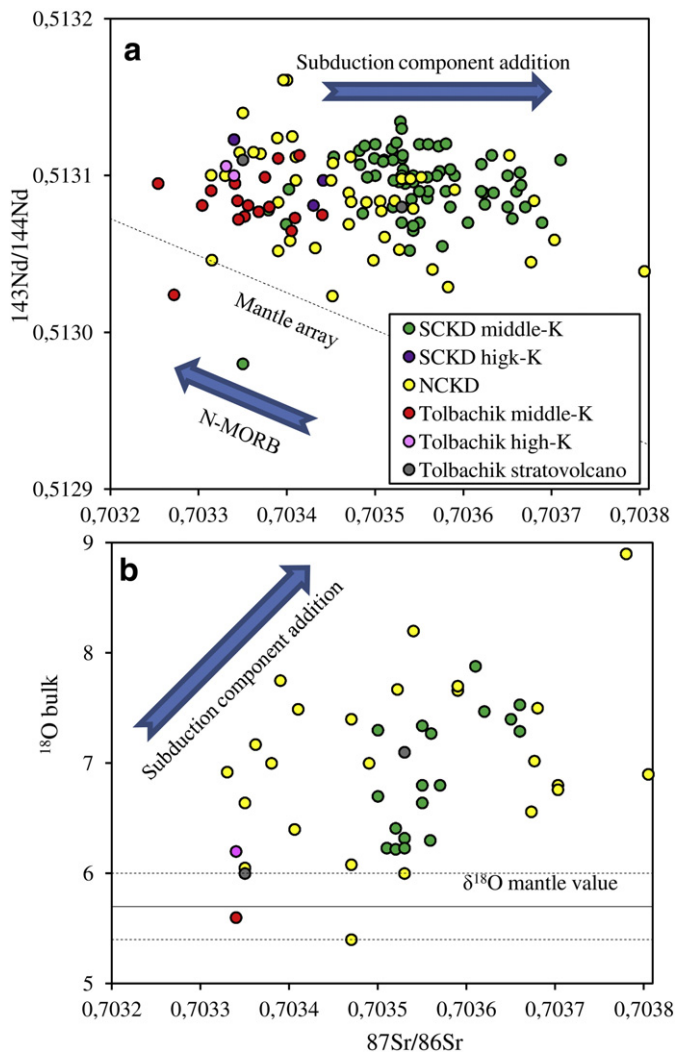 0,5132
a
Subduction component addition
0,5131
143Nd/144Nd
0,5130
Mantle array
N-MORB
SCKD middle-K
SCKD higk-K
NCKD
Tolbachik middle-K
Tolbachik high-K
Tolbachik stratovolcano
0,5129
0,7032 0,7033 0,7034 0,7035 0,7036 0,7037 0,7038
9
b
Subduction component addition
8
18O bulk
7
6
δ18O mantle value
5
0,7032 0,7033 0,7034 0,7035 0,7036 0,7037 0,7038
87Sr/86Sr